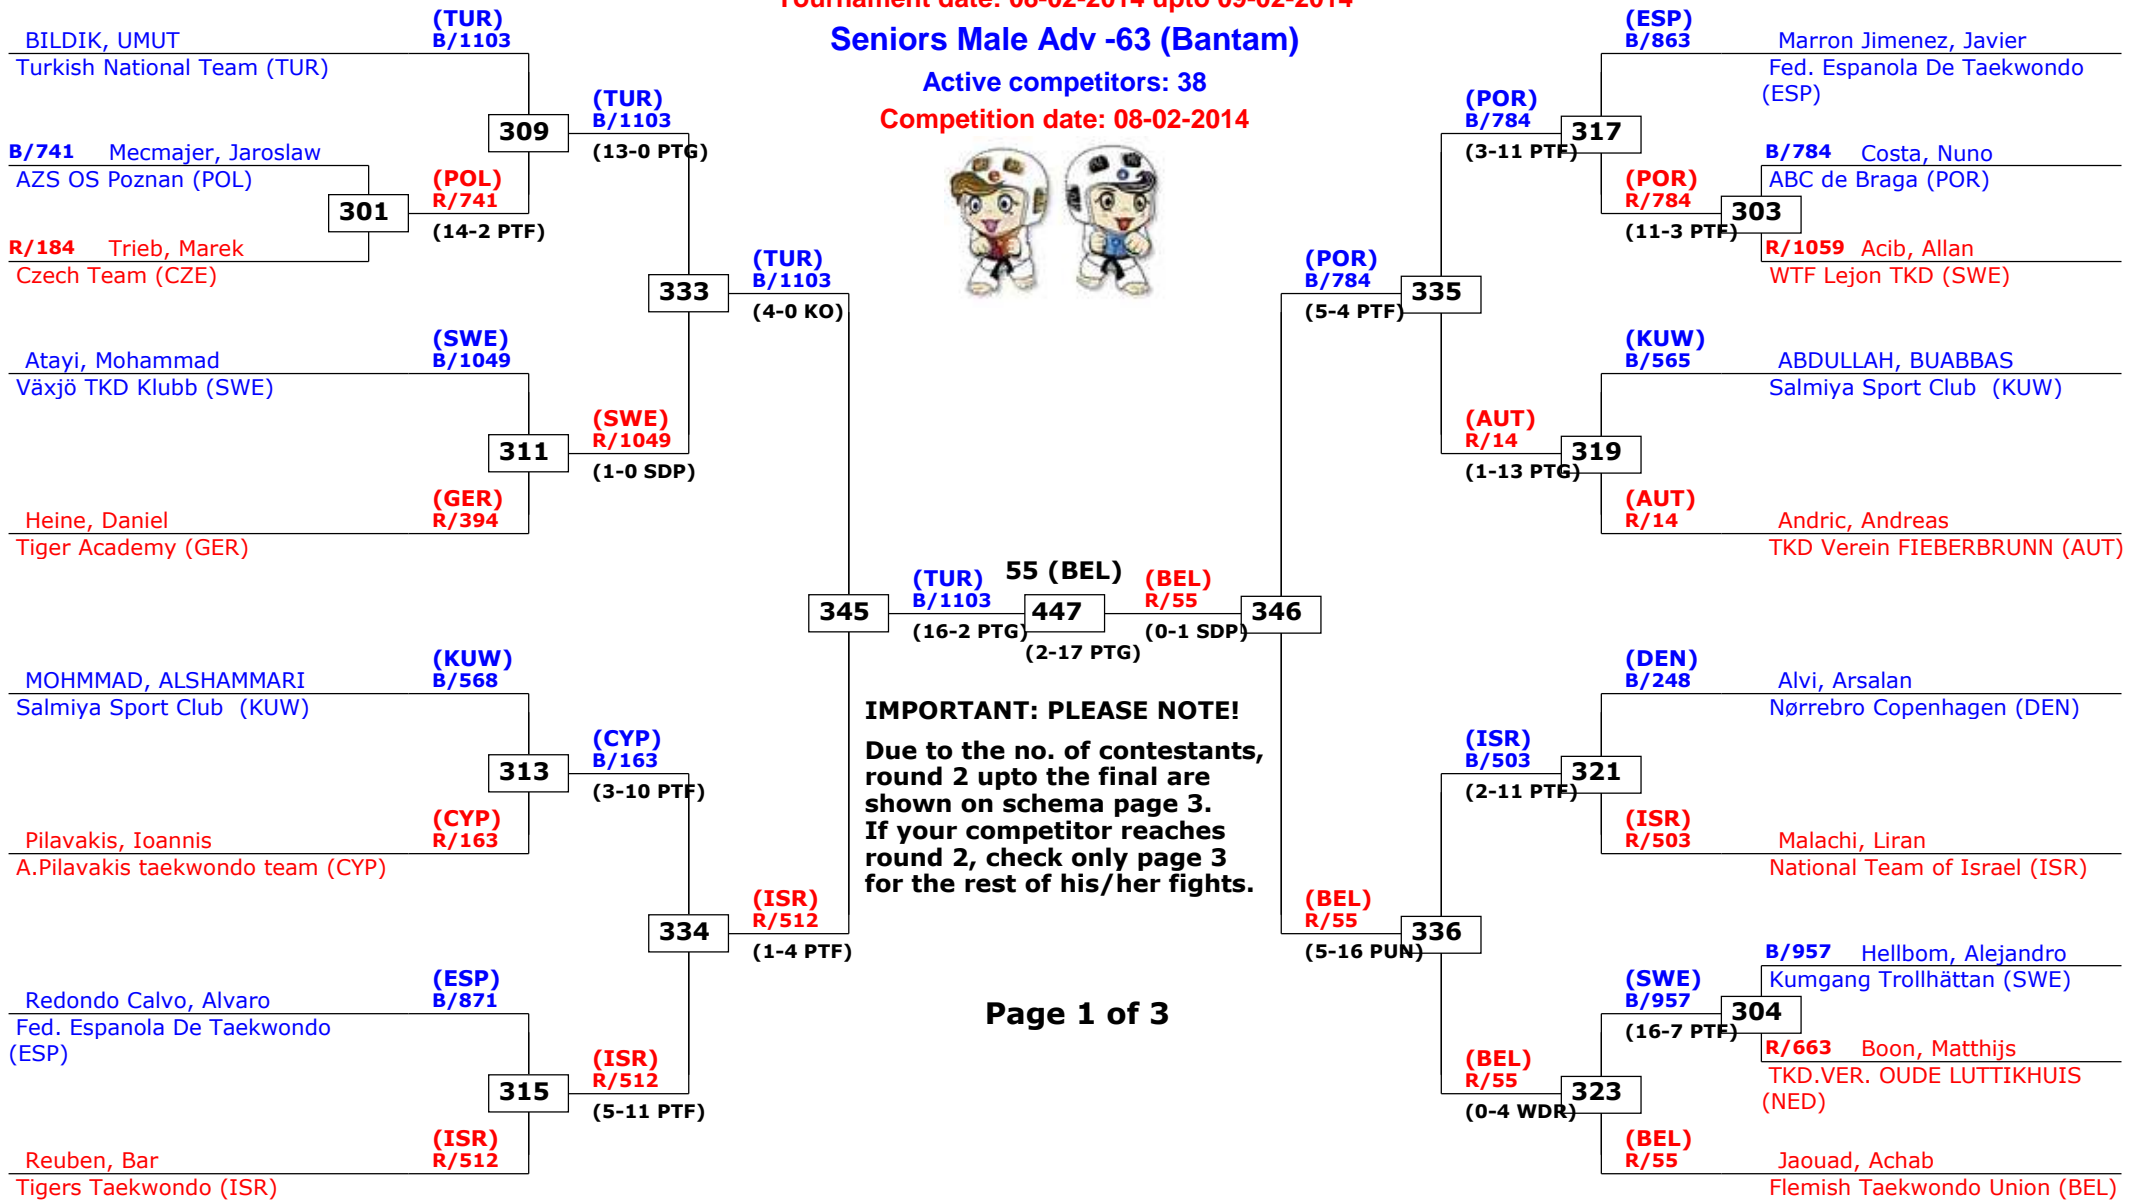 Tournament date: 08-02-2014 upto 09-02-2014
Seniors Male Adv -63 (Bantam)
Active competitors: 38
Competition date: 08-02-2014
(TUR)
BILDIK, UMUT B/1103
Turkish National Team (TUR)
B/741 Mecmajer, Jaroslaw
AZS OS Poznan (POL)
301
(POL)
R/741
(14-2 PTF)
R/184 Trieb, Marek
Czech Team (CZE)
309
(TUR)
B/1103
(13-0 PTG)
(SWE)
Atayi, Mohammad B/1049
Växjö TKD Klubb (SWE)
311
(SWE)
R/1049
(1-0 SDP)
(GER)
Heine, Daniel R/394
Tiger Academy (GER)
333
(TUR)
B/1103
(4-0 KO)
(KUW)
MOHMMAD, ALSHAMMARI B/568
Salmiya Sport Club (KUW)
313
(CYP)
B/163
(3-10 PTF)
(CYP)
Pilavakis, Ioannis R/163
A.Pilavakis taekwondo team (CYP)
334
(ISR)
R/512
(1-4 PTF)
(ESP)
Redondo Calvo, Alvaro B/871
Fed. Espanola De Taekwondo
(ESP)
315
(ISR)
R/512
(5-11 PTF)
(ISR)
Reuben, Bar R/512
Tigers Taekwondo (ISR)
345
(TUR)
B/1103
(16-2 PTG)
55 (BEL)
447
(2-17 PTG)
(BEL)
R/55
(0-1 SDP)
346
IMPORTANT: PLEASE NOTE!
Due to the no. of contestants,
round 2 upto the final are
shown on schema page 3.
If your competitor reaches
round 2, check only page 3
for the rest of his/her fights.
Page 1 of 3
(ESP)
B/863 Marron Jimenez, Javier
Fed. Espanola De Taekwondo
(ESP)
(POR)
B/784
(3-11 PTF)
317
B/784 Costa, Nuno
ABC de Braga (POR)
(POR)
R/784
(11-3 PTF)
303
R/1059 Acib, Allan
WTF Lejon TKD (SWE)
(POR)
B/784
(5-4 PTF)
335
(KUW)
B/565 ABDULLAH, BUABBAS
Salmiya Sport Club (KUW)
(AUT)
R/14
(1-13 PTG)
319
(AUT)
R/14 Andric, Andreas
TKD Verein FIEBERBRUNN (AUT)
(DEN)
B/248 Alvi, Arsalan
Nørrebro Copenhagen (DEN)
(ISR)
B/503
(2-11 PTF)
321
(ISR)
R/503 Malachi, Liran
National Team of Israel (ISR)
(BEL)
R/55
(5-16 PUN)
336
B/957 Hellbom, Alejandro
Kumgang Trollhättan (SWE)
(SWE)
B/957
(16-7 PTF)
304
R/663 Boon, Matthijs
TKD.VER. OUDE LUTTIKHUIS
(NED)
(BEL)
R/55
(0-4 WDR)
323
(BEL)
R/55 Jaouad, Achab
Flemish Taekwondo Union (BEL)